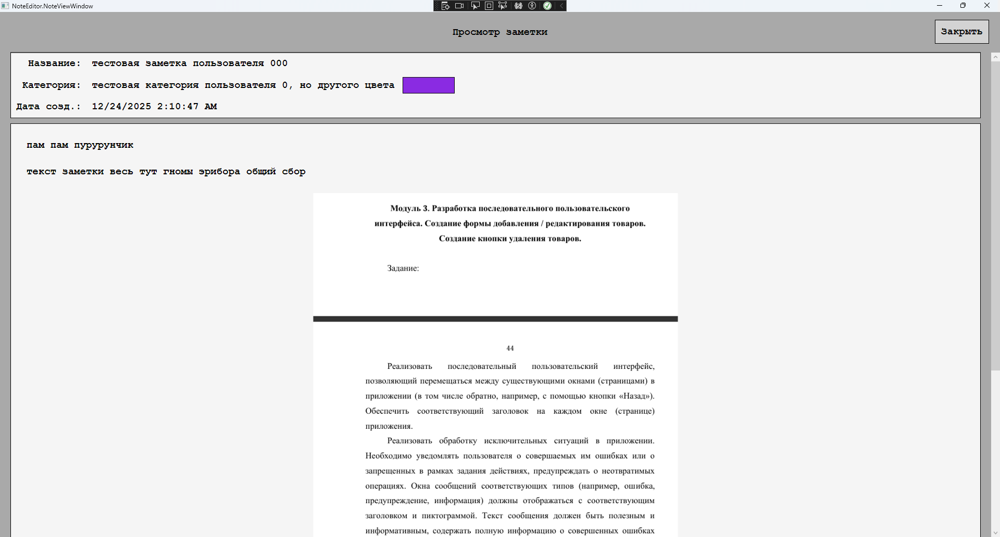 NoteEditor.NoteViewWindow
Просмотр заметки
Закрыть
Название: тестовая заметка пользователя 000
Категория: тестовая категория пользователя 0, но другого цвета
Дата созд.: 12/24/2025 2:10:47 AM
пам пам пурурунчик
текст заметки весь тут гномы эрибора общий сбор
Модуль 3. Разработка последовательного пользовательского
интерфейса. Создание формы добавления / редактирования товаров.
Создание кнопки удаления товаров.
Задание:
44
Реализовать последовательный пользовательский интерфейс,
позволяющий перемещаться между существующими окнами (страницами) в
приложении (в том числе обратно, например, с помощью кнопки «Назад»).
Обеспечить соответствующий заголовок на каждом окне (странице)
приложения.
Реализовать обработку исключительных ситуаций в приложении.
Необходимо уведомлять пользователя о совершаемых им ошибках или о
запрещенных в рамках задания действиях, предупреждать о неотвратимых
операциях. Окна сообщений соответствующих типов (например, ошибка,
предупреждение, информация) должны отображаться с соответствующим
заголовком и пиктограммой. Текст сообщения должен быть полезным и
информативным, содержать полную информацию о совершенных ошибках